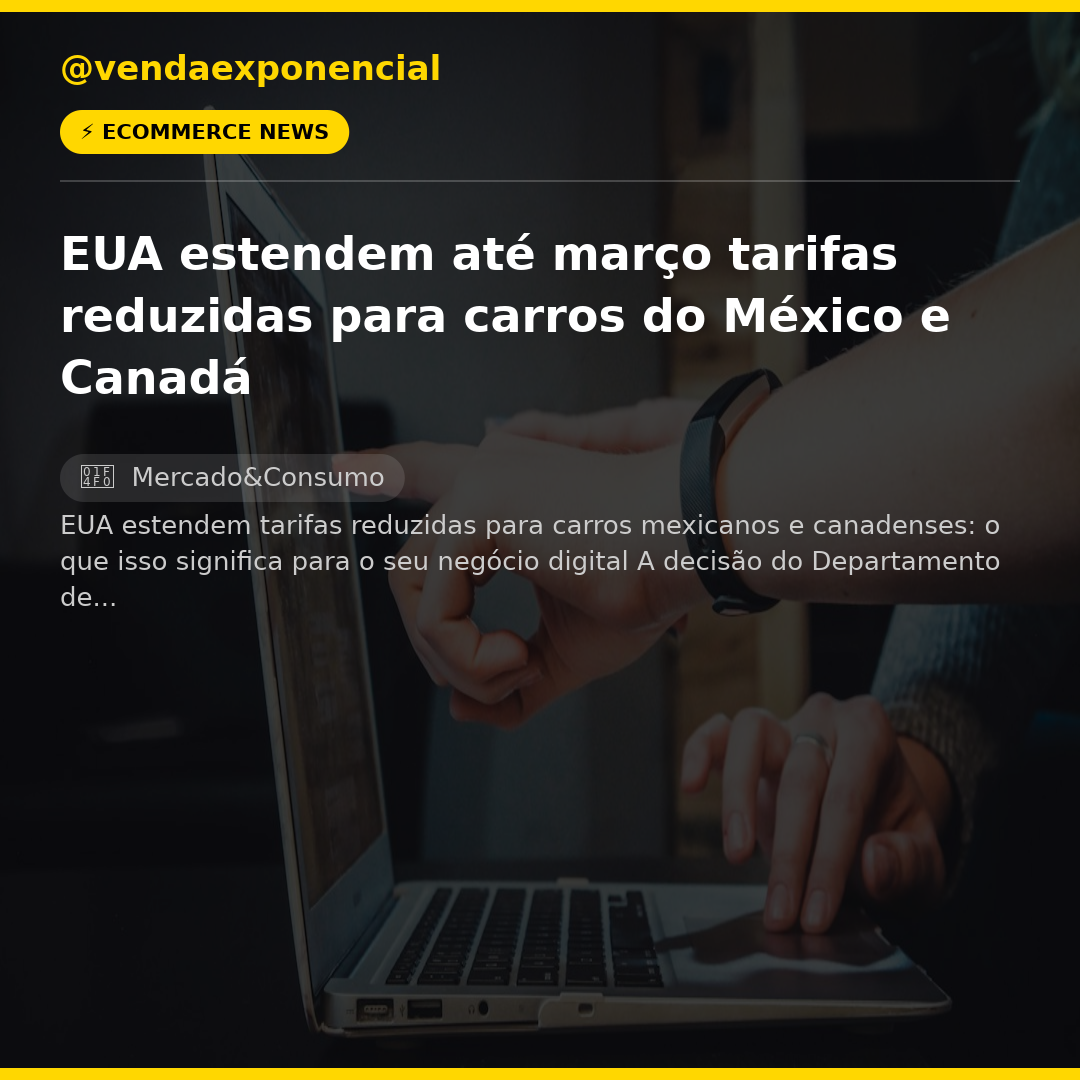 @vendaexponencial
⚡ ECOMMERCE NEWS
EUA estendem até março tarifas
reduzidas para carros do México e
Canadá
Mercado&Consumo
EUA estendem tarifas reduzidas para carros mexicanos e canadenses: o
que isso significa para o seu negócio digital A decisão do Departamento
de...